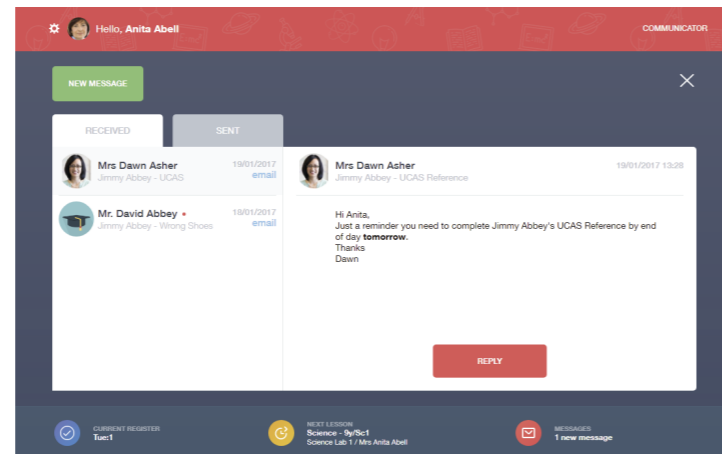 Hello, Anita Abell
COMMUNICATOR
NEW MESSAGE
RECEIVED
SENT
Mrs Dawn Asher
19/01/2017
Jimmy Abbey - UCAS
email
Mr. David Abbey
18/01/2017
Jimmy Abbey - Wrong Shoes
email
Mrs Dawn Asher
19/01/2017 13:28
Jimmy Abbey - UCAS Reference
Hi Anita,
Just a reminder you need to complete Jimmy Abbey's UCAS Reference by end
of day tomorrow.
Thanks
Dawn
REPLY
CURRENT REGISTER
Tue:1
NEXT LESSON
Science - 9y/Sc1
Science Lab 1 / Mrs Anita Abell
MESSAGES
1 new message